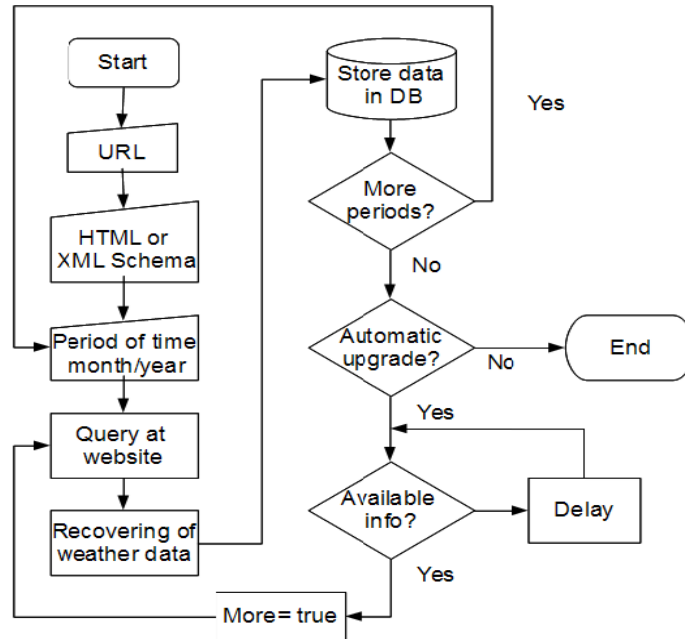 Start
URL
HTML or
XML Schema
Period of time
month/year
Query at
website
Recovering of
weather data
Store data
in DB
Yes
More
periods?
No
Automatic
upgrade?
No
End
Yes
Available
info?
Delay
Yes
More= true